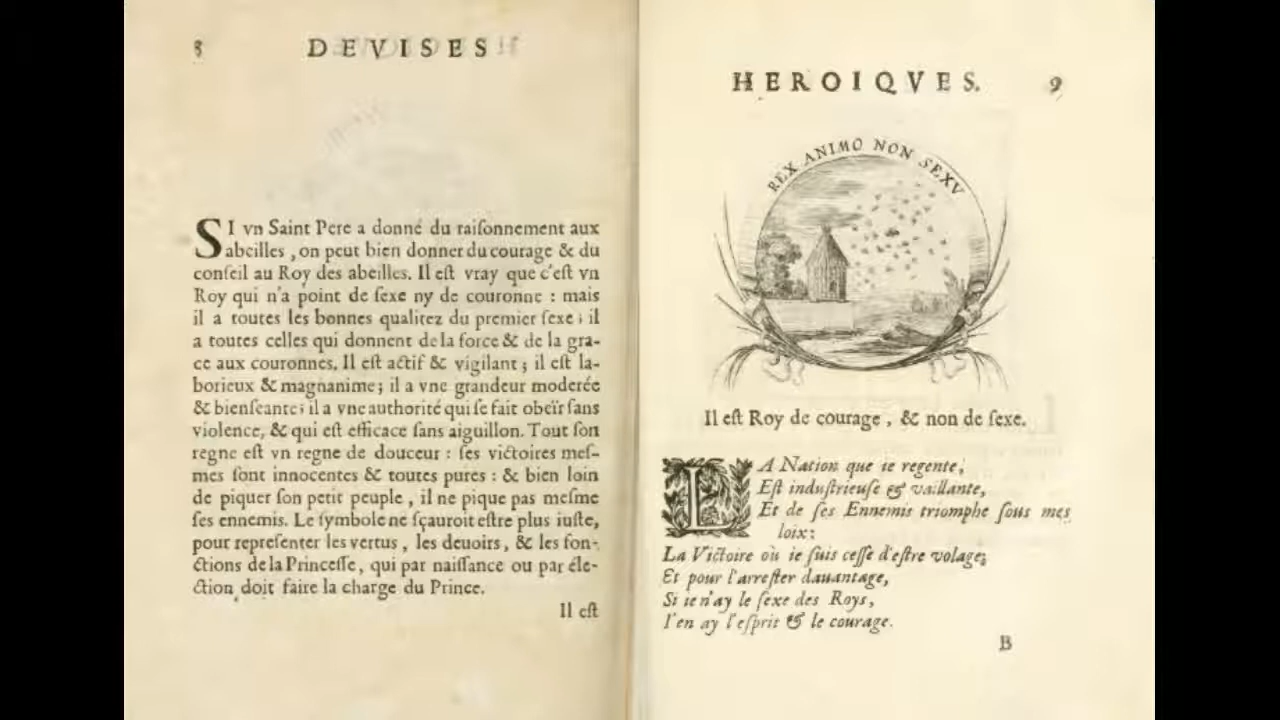 8 DEVISES
SI vn Saint Pere a donné du raiſonnement aux
abeilles, on peut bien donner du courage & du
conſeil au Roy des abeilles. Il eſt vray que c'eſt vn
Roy qui n'a point de ſexe ny de couronne : mais
il a toutes les bonnes qualitez du premier ſexe ; il
a toutes celles qui donnent de la force & de la gra-
ce aux couronnes. Il eſt actif & vigilant ; il eſt la-
borieux & magnanime ; il a vne grandeur moderée
& bienſeante ; il a vne authorité qui ſe fait obeïr ſans
violence, & qui eſt efficace ſans aiguillon. Tout ſon
regne eſt vn regne de douceur : ſes victoires meſ-
mes ſont innocentes & toutes pures : & bien loin
de piquer ſon petit peuple, il ne pique pas meſme
ſes ennemis. Le ſymbole ne ſçauroit eſtre plus iuſte,
pour repreſenter les vertus, les deuoirs, & les fon-
ctions de la Princeſſe, qui par naiſſance ou par éle-
ction doit faire la charge du Prince.
Il eſt
HEROIQVES. 9
REX ANIMO NON SEXV
Il eſt Roy de courage, & non de ſexe.
LA Nation que ie regente,
Eſt induſtrieuſe & vaillante,
Et de ſes Ennemis triomphe ſous mes
loix :
La Victoire où ie ſuis ceſſe d'eſtre volage ;
Et pour l'arreſter dauantage,
Si ie n'ay le ſexe des Roys,
I'en ay l'eſprit & le courage.
B